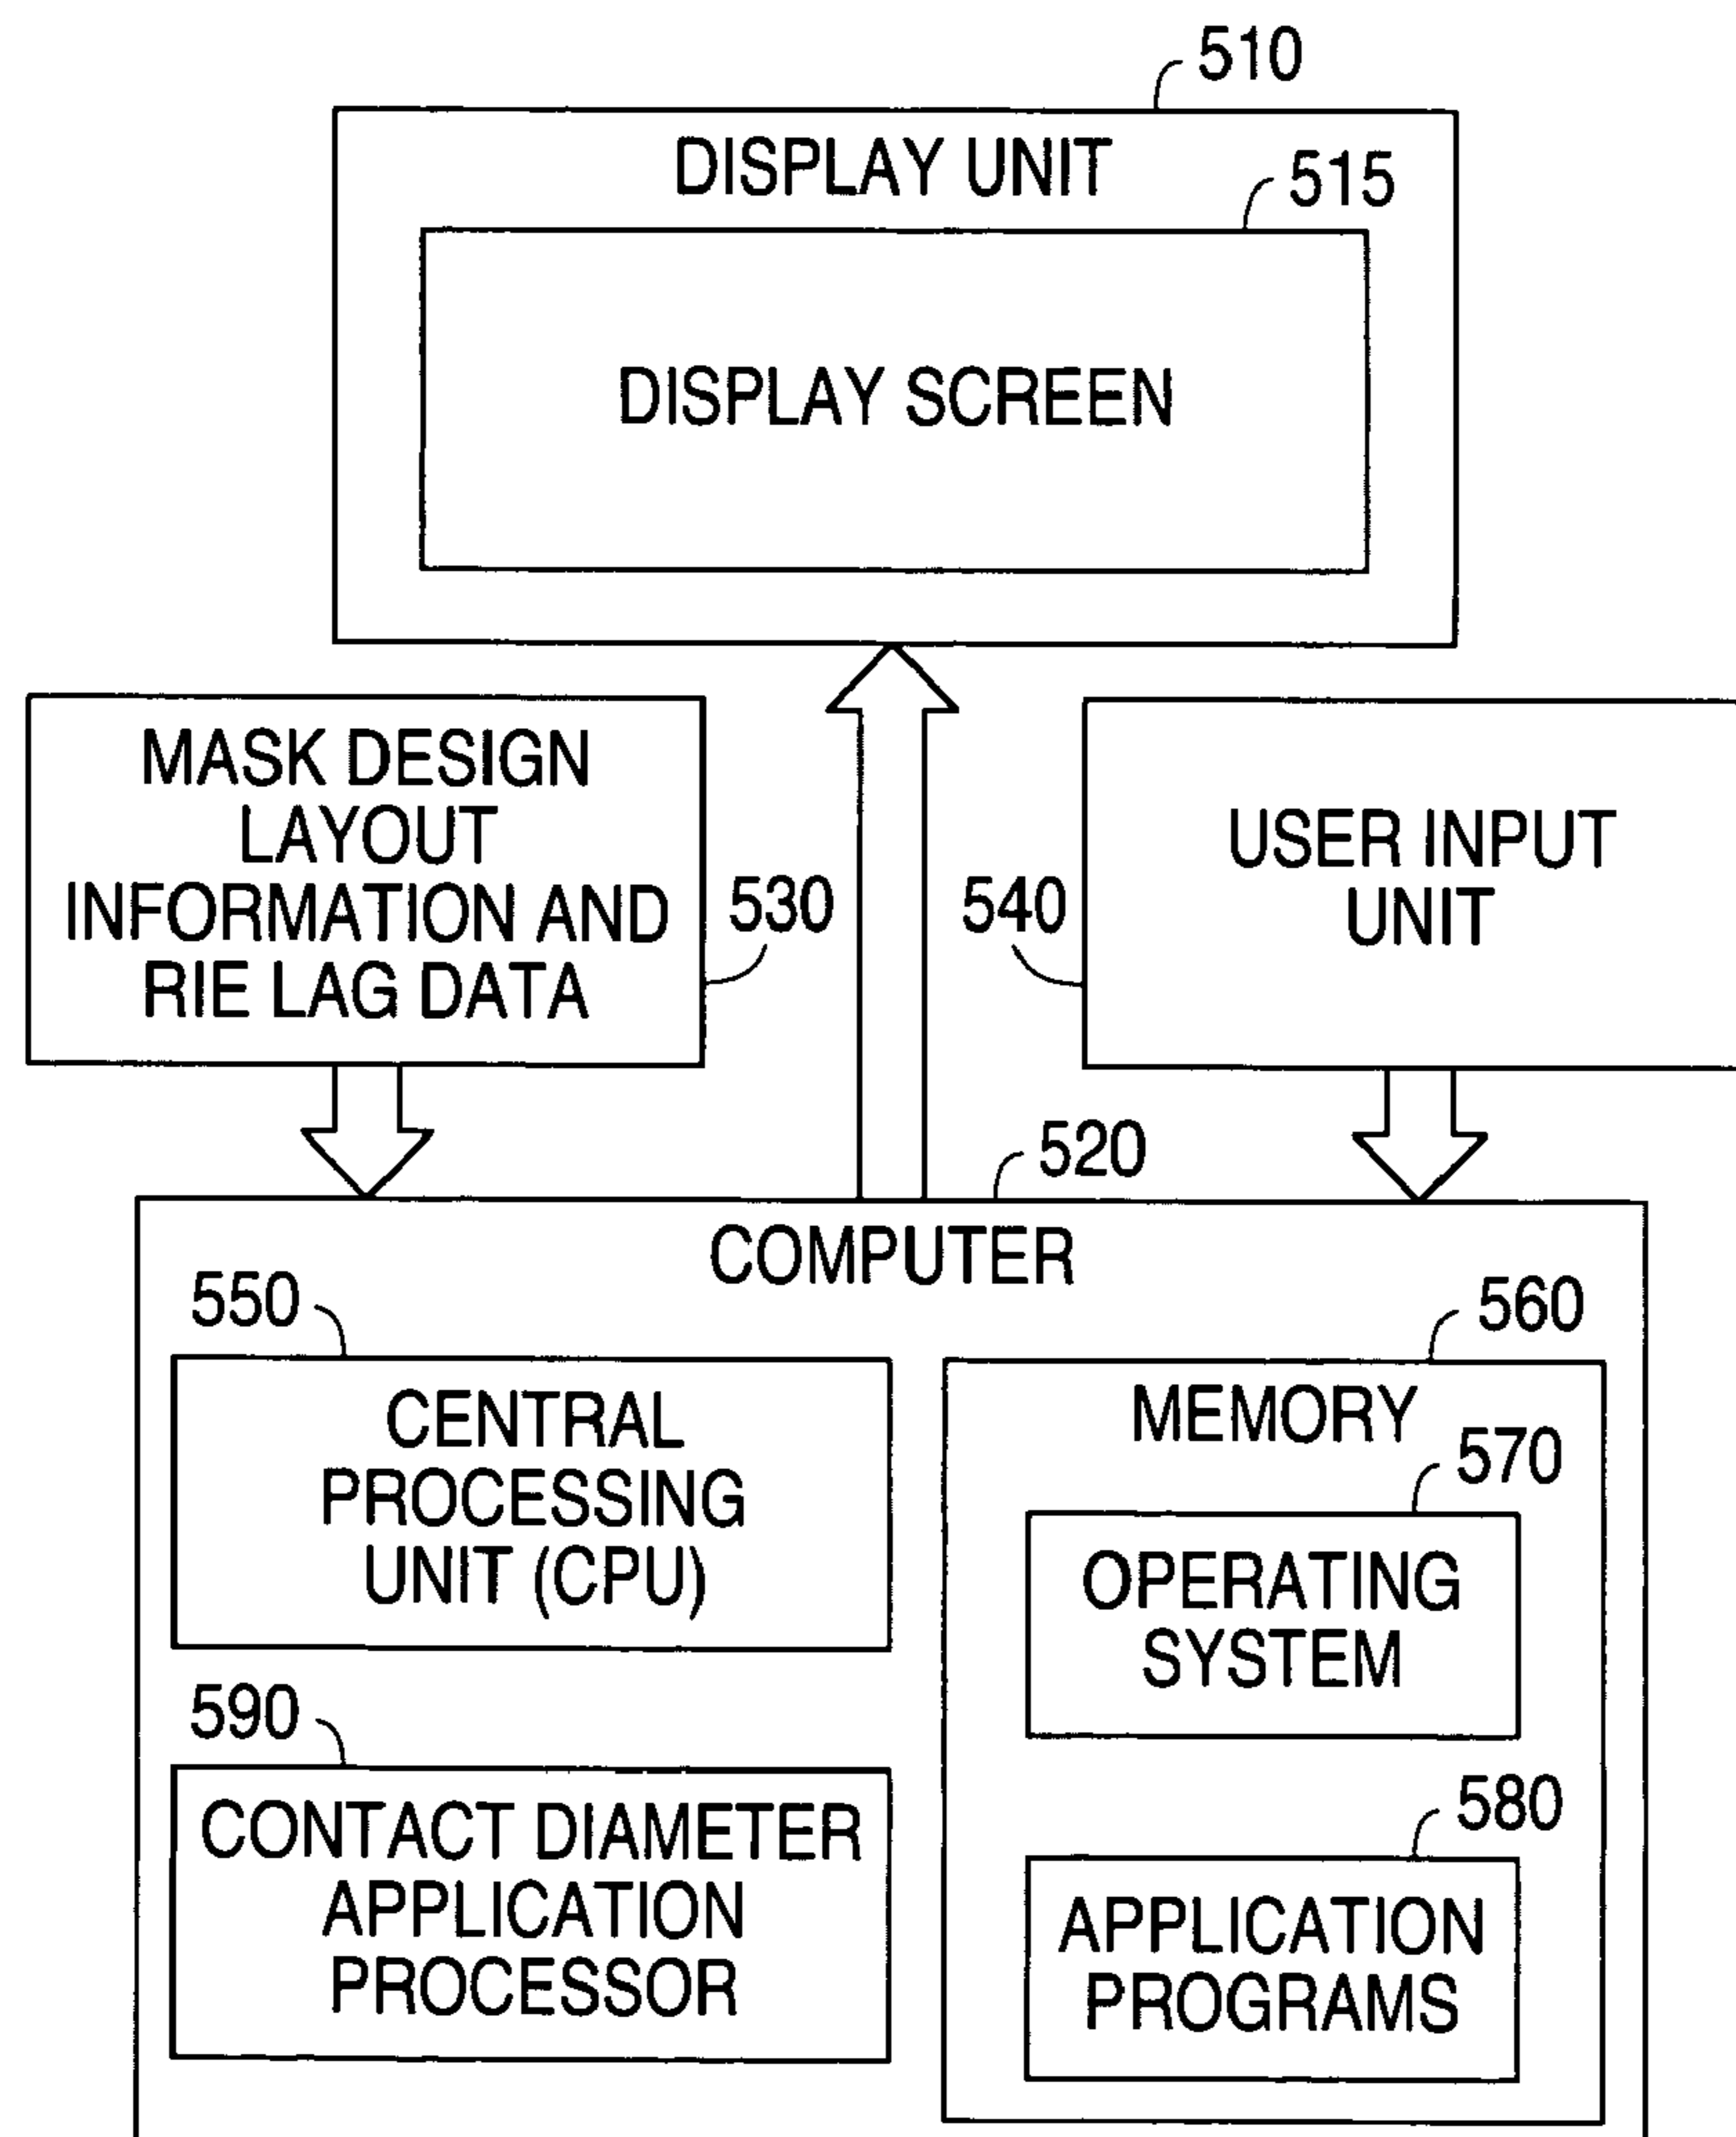 510
DISPLAY UNIT
515
DISPLAY SCREEN
MASK DESIGN
LAYOUT
INFORMATION AND
RIE LAG DATA
530
540
USER INPUT
UNIT
520
COMPUTER
550
CENTRAL
PROCESSING
UNIT (CPU)
560
MEMORY
570
OPERATING
SYSTEM
590
CONTACT DIAMETER
APPLICATION
PROCESSOR
580
APPLICATION
PROGRAMS